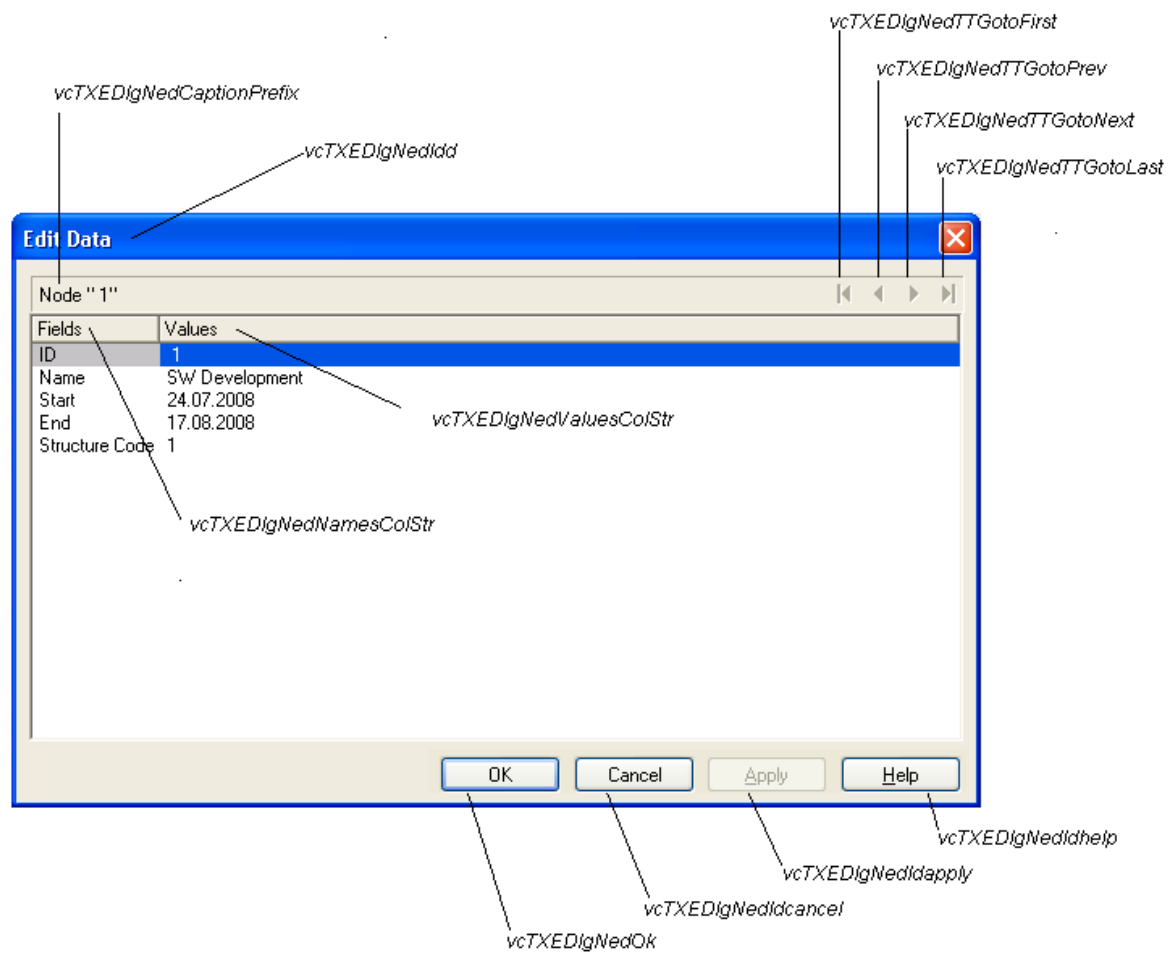 vcTXEDlgNedTTGotoFirst
vcTXEDlgNedTTGotoPrev
vcTXEDlgNedCaptionPrefix
vcTXEDlgNedTTGotoNext
vcTXEDlgNedIdd
vcTXEDlgNedTTGotoLast
Edit Data
Node "1"
Fields Values
ID 1
Name SW Development
Start 24.07.2008
End 17.08.2008
vcTXEDlgNedValuesColStr
Structure Code 1
vcTXEDlgNedNamesColStr
OK Cancel Apply Help
vcTXEDlgNedIdhelp
vcTXEDlgNedIdapply
vcTXEDlgNedIdcancel
vcTXEDlgNedOk